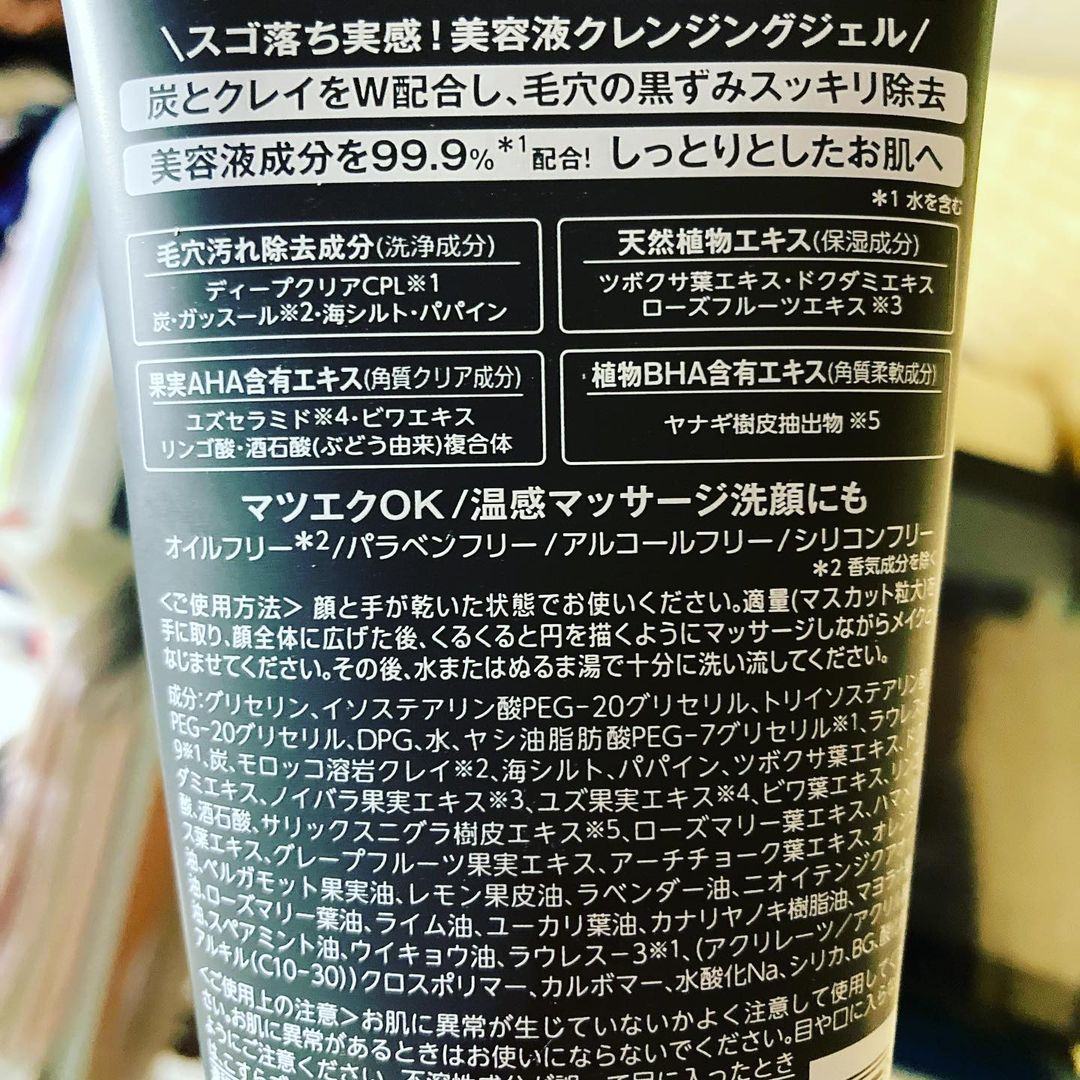 \スゴ落ち実感!美容液クレンジングジェル/
炭とクレイをW配合し、毛穴の黒ずみスッキリ除去
美容液成分を99.9%*1配合! しっとりとしたお肌へ
*1 水を含む
毛穴汚れ除去成分(洗浄成分)
ディープクリアCPL※1
炭・ガッスール※2・海シルト・パパイン
天然植物エキス(保湿成分)
ツボクサ葉エキス・ドクダミエキス
ローズフルーツエキス※3
果実AHA含有エキス(角質クリア成分)
ユズセラミド※4・ビワエキス
リンゴ酸・酒石酸(ぶどう由来)複合体
植物BHA含有エキス(角質柔軟成分)
ヤナギ樹皮抽出物※5
マツエクOK/温感マッサージ洗顔にも
オイルフリー*2/パラベンフリー/アルコールフリー/シリコンフリー
*2 香気成分を除く
<ご使用方法> 顔と手が乾いた状態でお使いください。適量(マスカット粒大)を
手に取り、顔全体に広げた後、くるくると円を描くようにマッサージしながらメイクと
なじませてください。その後、水またはぬるま湯で十分に洗い流してください。
成分:グリセリン、イソステアリン酸PEG-20グリセリル、トリイソステアリン酸
PEG-20グリセリル、DPG、水、ヤシ油脂肪酸PEG-7グリセリル※1、ラウレス-
9※1、炭、モロッコ溶岩クレイ※2、海シルト、パパイン、ツボクサ葉エキス、ド
ダミエキス、ノイバラ果実エキス※3、ユズ果実エキス※4、ビワ葉エキス、リン
酸、酒石酸、サリックスニグラ樹皮エキス※5、ローズマリー葉エキス、ハマ
ス葉エキス、グレープフルーツ果実エキス、アーチチョーク葉エキス、オレン
油、ベルガモット果実油、レモン果皮油、ラベンダー油、ニオイテンジクア
油、ローズマリー葉油、ライム油、ユーカリ葉油、カナリヤノキ樹脂油、マヨ
油、スペアミント油、ウイキョウ油、ラウレス-3※1、(アクリレーツ/アクリ
アルキル(C10-30))クロスポリマー、カルボマー、水酸化Na、シリカ、BG、酸
<ご使用上の注意>お肌に異常が生じていないかよく注意して使用して
さい。お肌に異常があるときはお使いにならないでください。目や口に入ら
ようにご注意ください。不溶性成分が誤って目に入ったとき